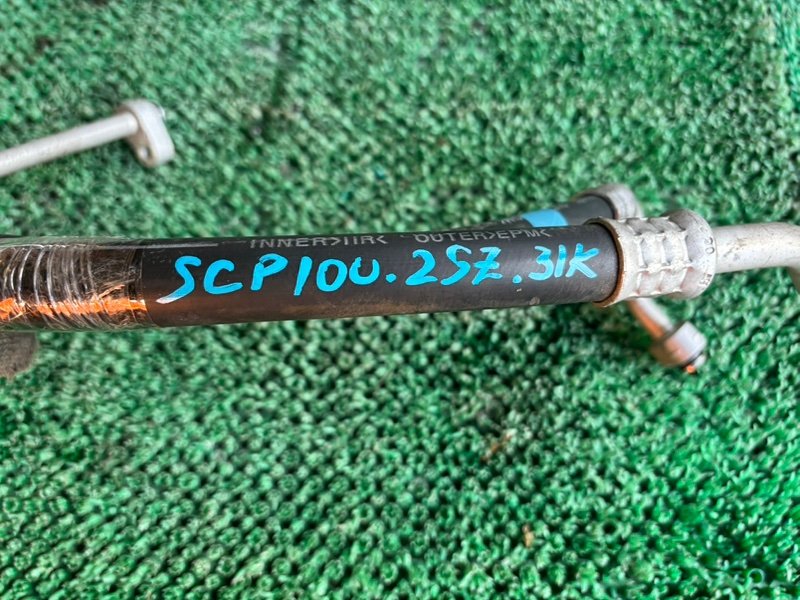 INNER>IIR< OUTER>EPM<
SCP100.2SZ.31K